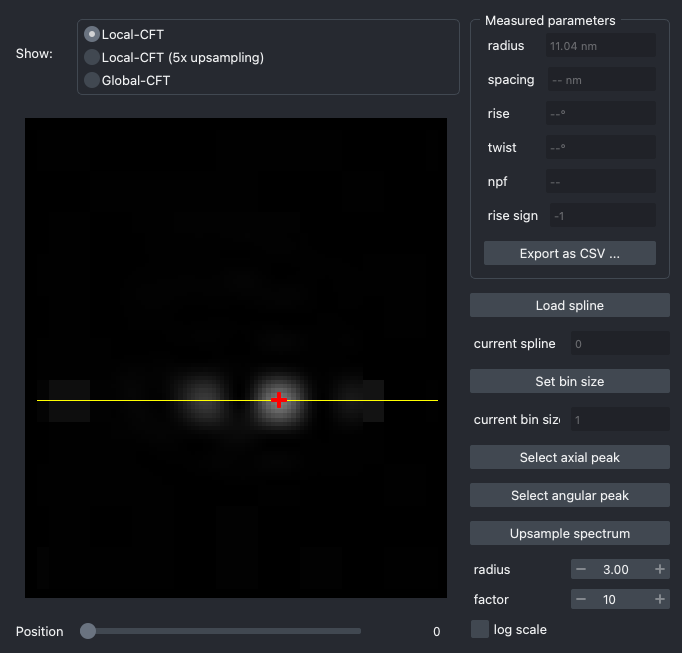 Show:
Local-CFT
Local-CFT (5x upsampling)
Global-CFT
Position
0
Measured parameters
radius 11.04 nm
spacing -- nm
rise --°
twist --°
npf --
rise sign -1
Export as CSV ...
Load spline
current spline 0
Set bin size
current bin siz 1
Select axial peak
Select angular peak
Upsample spectrum
radius − 3.00 +
factor − 10 +
log scale